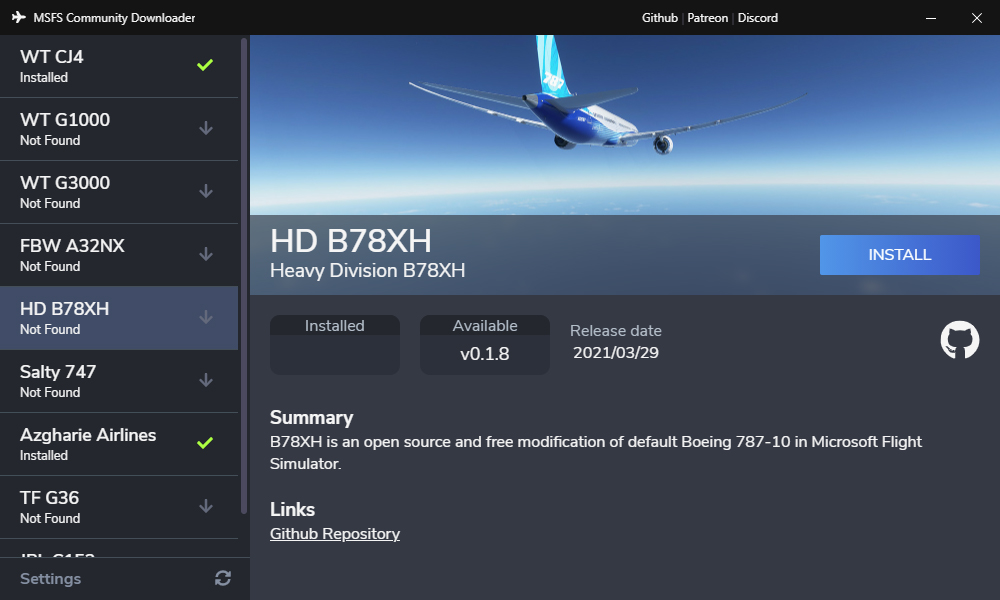 MSFS Community Downloader
Github | Patreon | Discord
WT CJ4
Installed
WT G1000
Not Found
WT G3000
Not Found
FBW A32NX
Not Found
HD B78XH
Not Found
Salty 747
Not Found
Azgharie Airlines
Installed
TF G36
Not Found
Settings
787
HD B78XH
Heavy Division B78XH
INSTALL
Installed
Available
v0.1.8
Release date
2021/03/29
Summary
B78XH is an open source and free modification of default Boeing 787-10 in Microsoft Flight
Simulator.
Links
Github Repository